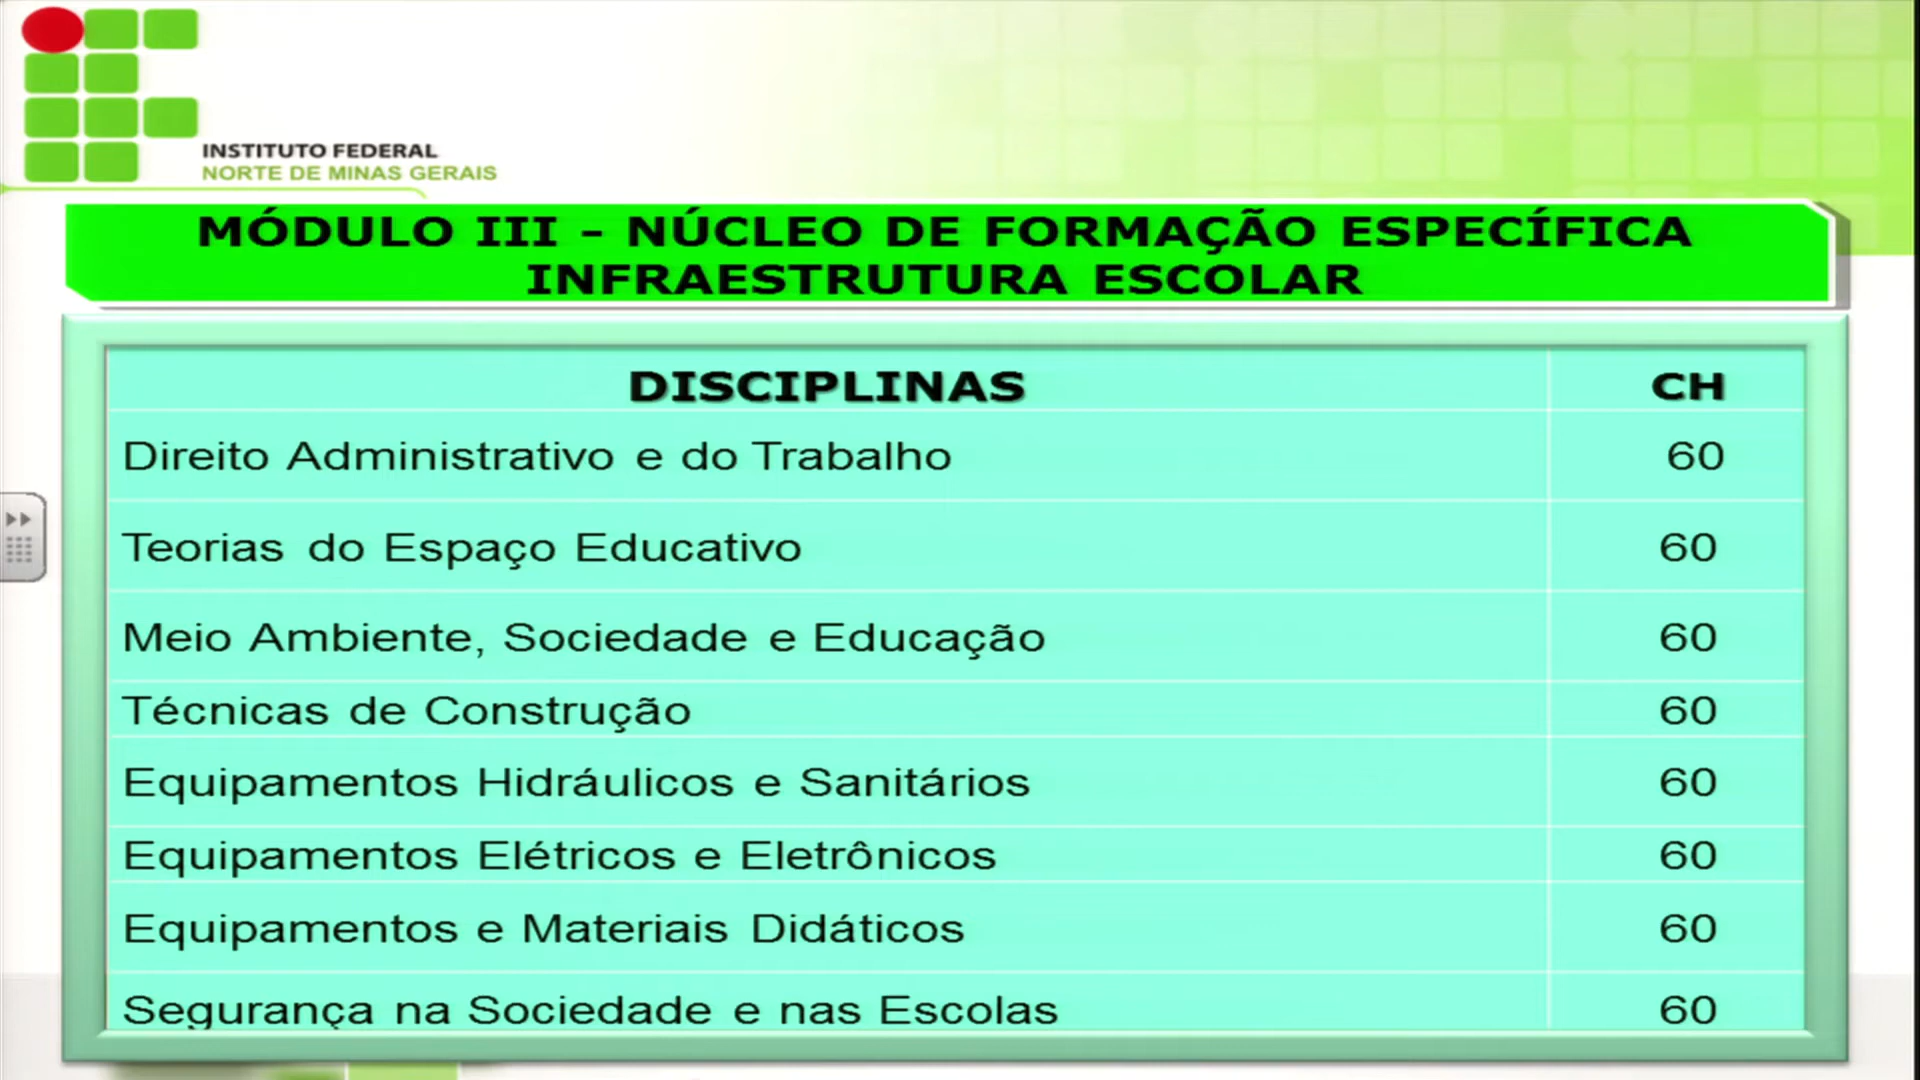 INSTITUTO FEDERAL
NORTE DE MINAS GERAIS
MÓDULO III - NÚCLEO DE FORMAÇÃO ESPECÍFICA
INFRAESTRUTURA ESCOLAR
DISCIPLINAS CH
Direito Administrativo e do Trabalho 60
Teorias do Espaço Educativo 60
Meio Ambiente, Sociedade e Educação 60
Técnicas de Construção 60
Equipamentos Hidráulicos e Sanitários 60
Equipamentos Elétricos e Eletrônicos 60
Equipamentos e Materiais Didáticos 60
Segurança na Sociedade e nas Escolas 60